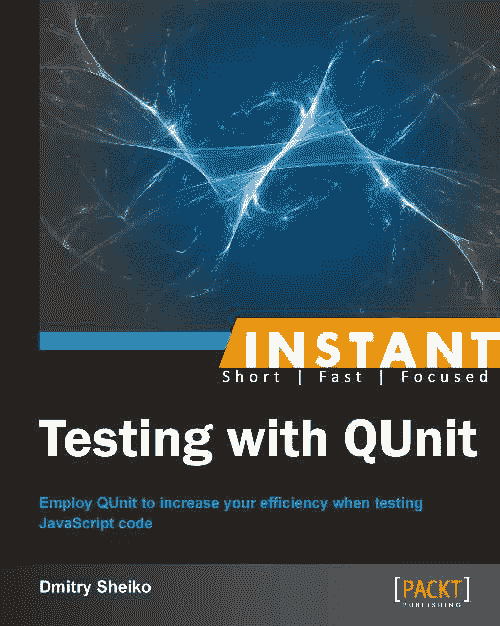 INSTANT
Short | Fast | Focused
Testing with QUnit
Employ QUnit to increase your efficiency when testing
JavaScript code
Dmitry Sheiko
[PACKT]
PUBLISHING